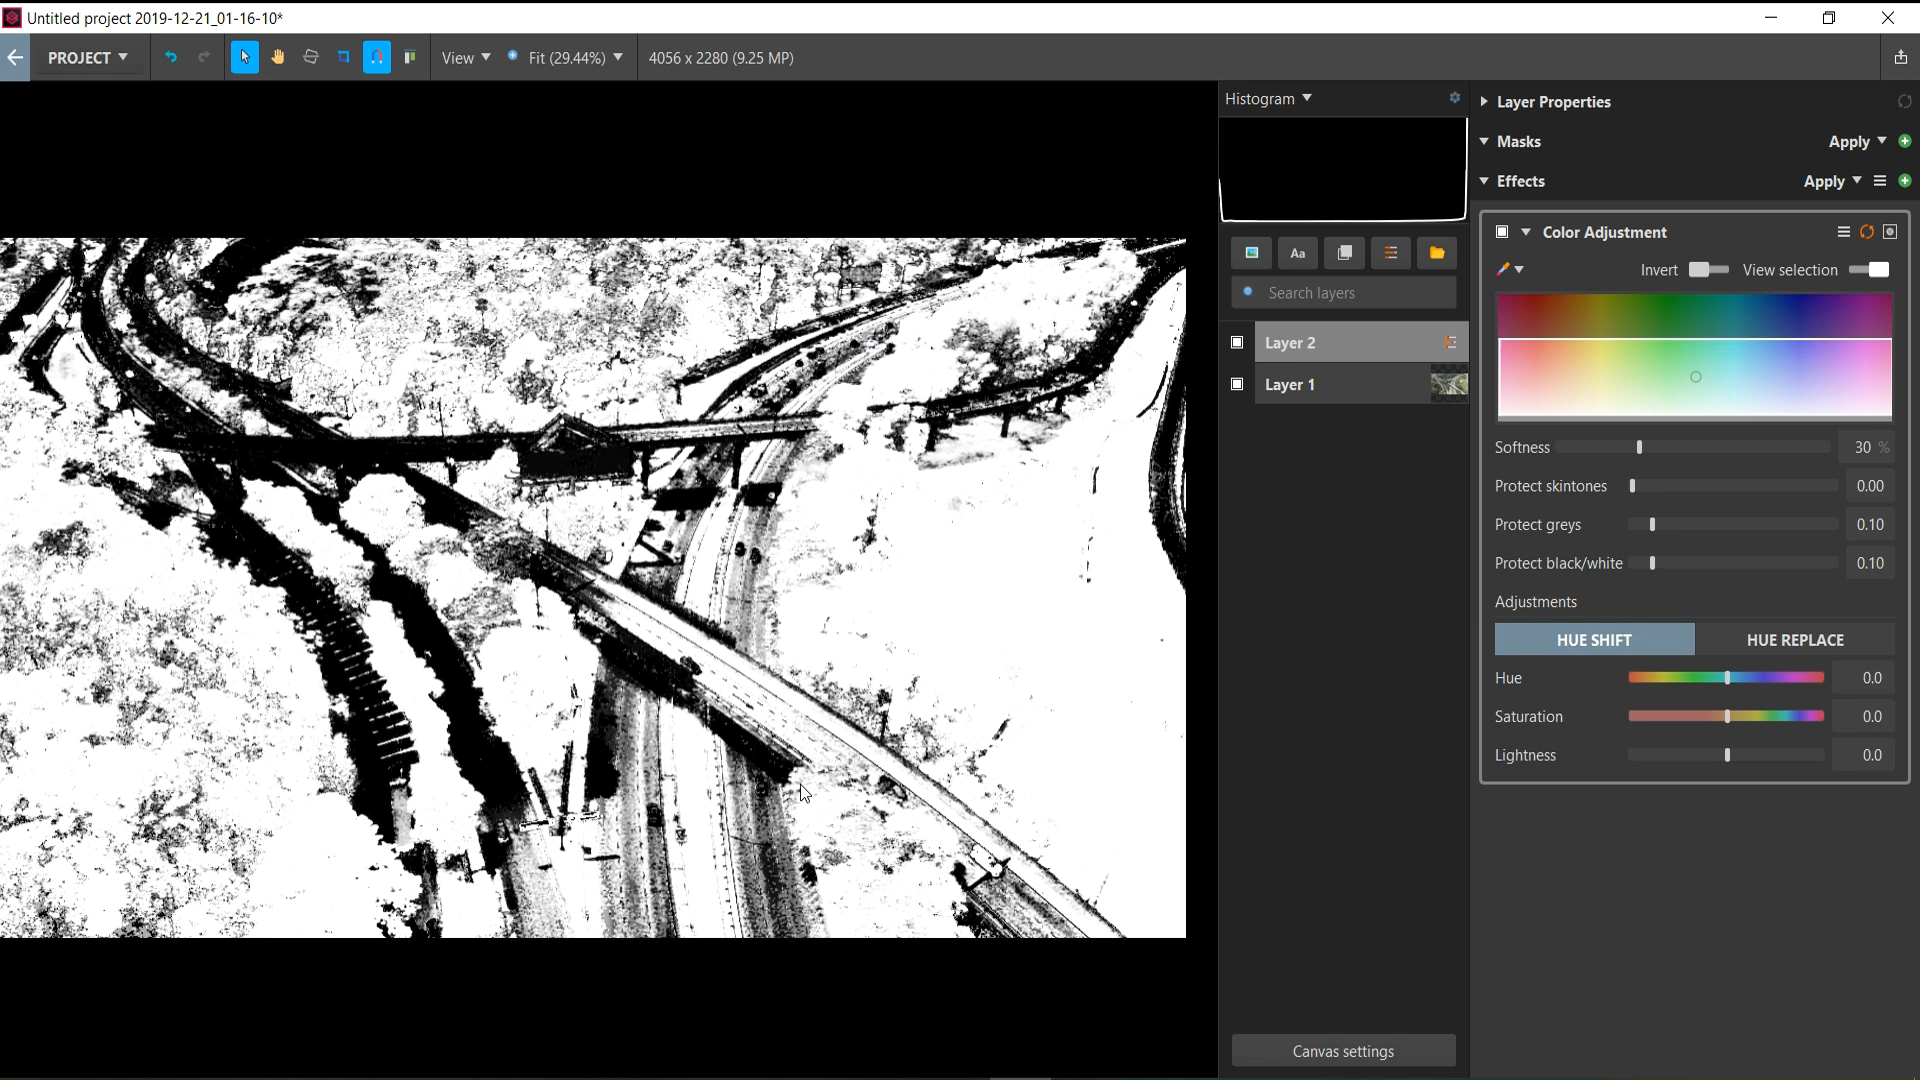 Untitled project 2019-12-21_01-16-10*
PROJECT View Fit (29.44%) 4056 x 2280 (9.25 MP)
Histogram
Aa
Search layers
Layer 2
Layer 1
Canvas settings
Layer Properties
Masks Apply
Effects Apply
Color Adjustment
Invert View selection
Softness 30 %
Protect skintones 0.00
Protect greys 0.10
Protect black/white 0.10
Adjustments
HUE SHIFT HUE REPLACE
Hue 0.0
Saturation 0.0
Lightness 0.0